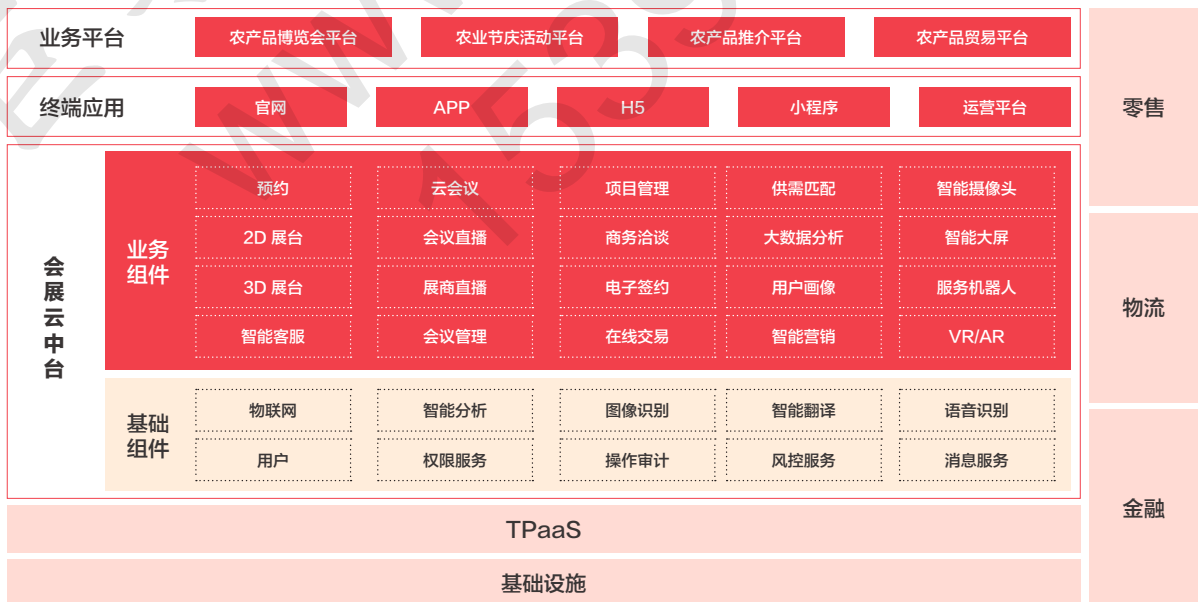 业务平台
农产品博览会平台
农业节庆活动平台
农产品推介平台
农产品贸易平台
终端应用
官网
APP
H5
小程序
运营平台
会展云中台
业务
组件
预约
云会议
项目管理
供需匹配
智能摄像头
2D 展台
会议直播
商务洽谈
大数据分析
智能大屏
3D 展台
展商直播
电子签约
用户画像
服务机器人
智能客服
会议管理
在线交易
智能营销
VR/AR
基础
组件
物联网
智能分析
图像识别
智能翻译
语音识别
用户
权限服务
操作审计
风控服务
消息服务
TPaaS
基础设施
零售
物流
金融